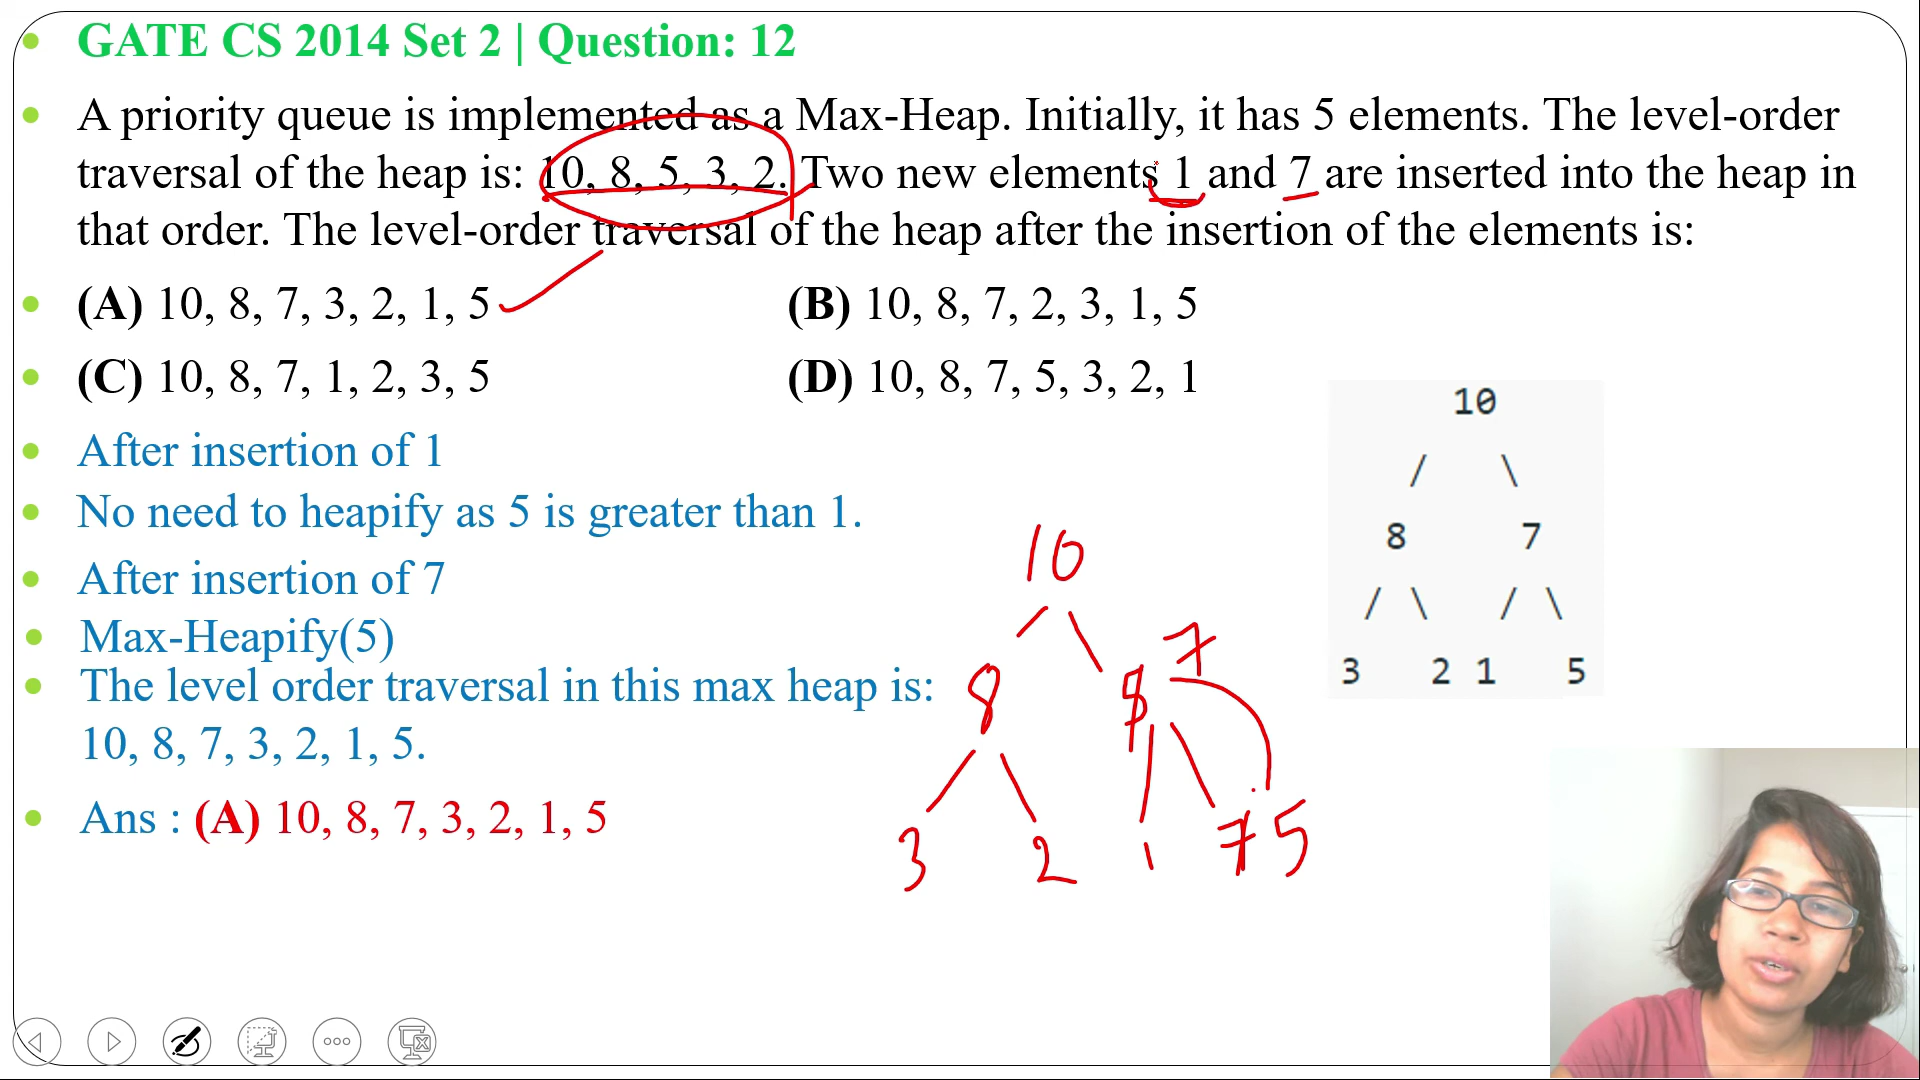 GATE CS 2014 Set 2 | Question: 12
A priority queue is implemented as a Max-Heap. Initially, it has 5 elements. The level-order
traversal of the heap is: 10, 8, 5, 3, 2. Two new elements 1 and 7 are inserted into the heap in
that order. The level-order traversal of the heap after the insertion of the elements is:
(A) 10, 8, 7, 3, 2, 1, 5 (B) 10, 8, 7, 2, 3, 1, 5
(C) 10, 8, 7, 1, 2, 3, 5 (D) 10, 8, 7, 5, 3, 2, 1
After insertion of 1
No need to heapify as 5 is greater than 1.
After insertion of 7
Max-Heapify(5)
The level order traversal in this max heap is:
10, 8, 7, 3, 2, 1, 5.
Ans : (A) 10, 8, 7, 3, 2, 1, 5
10
8 7
3 2 1 7 5
10
/ \
8 7
/ \ / \
3 2 1 5